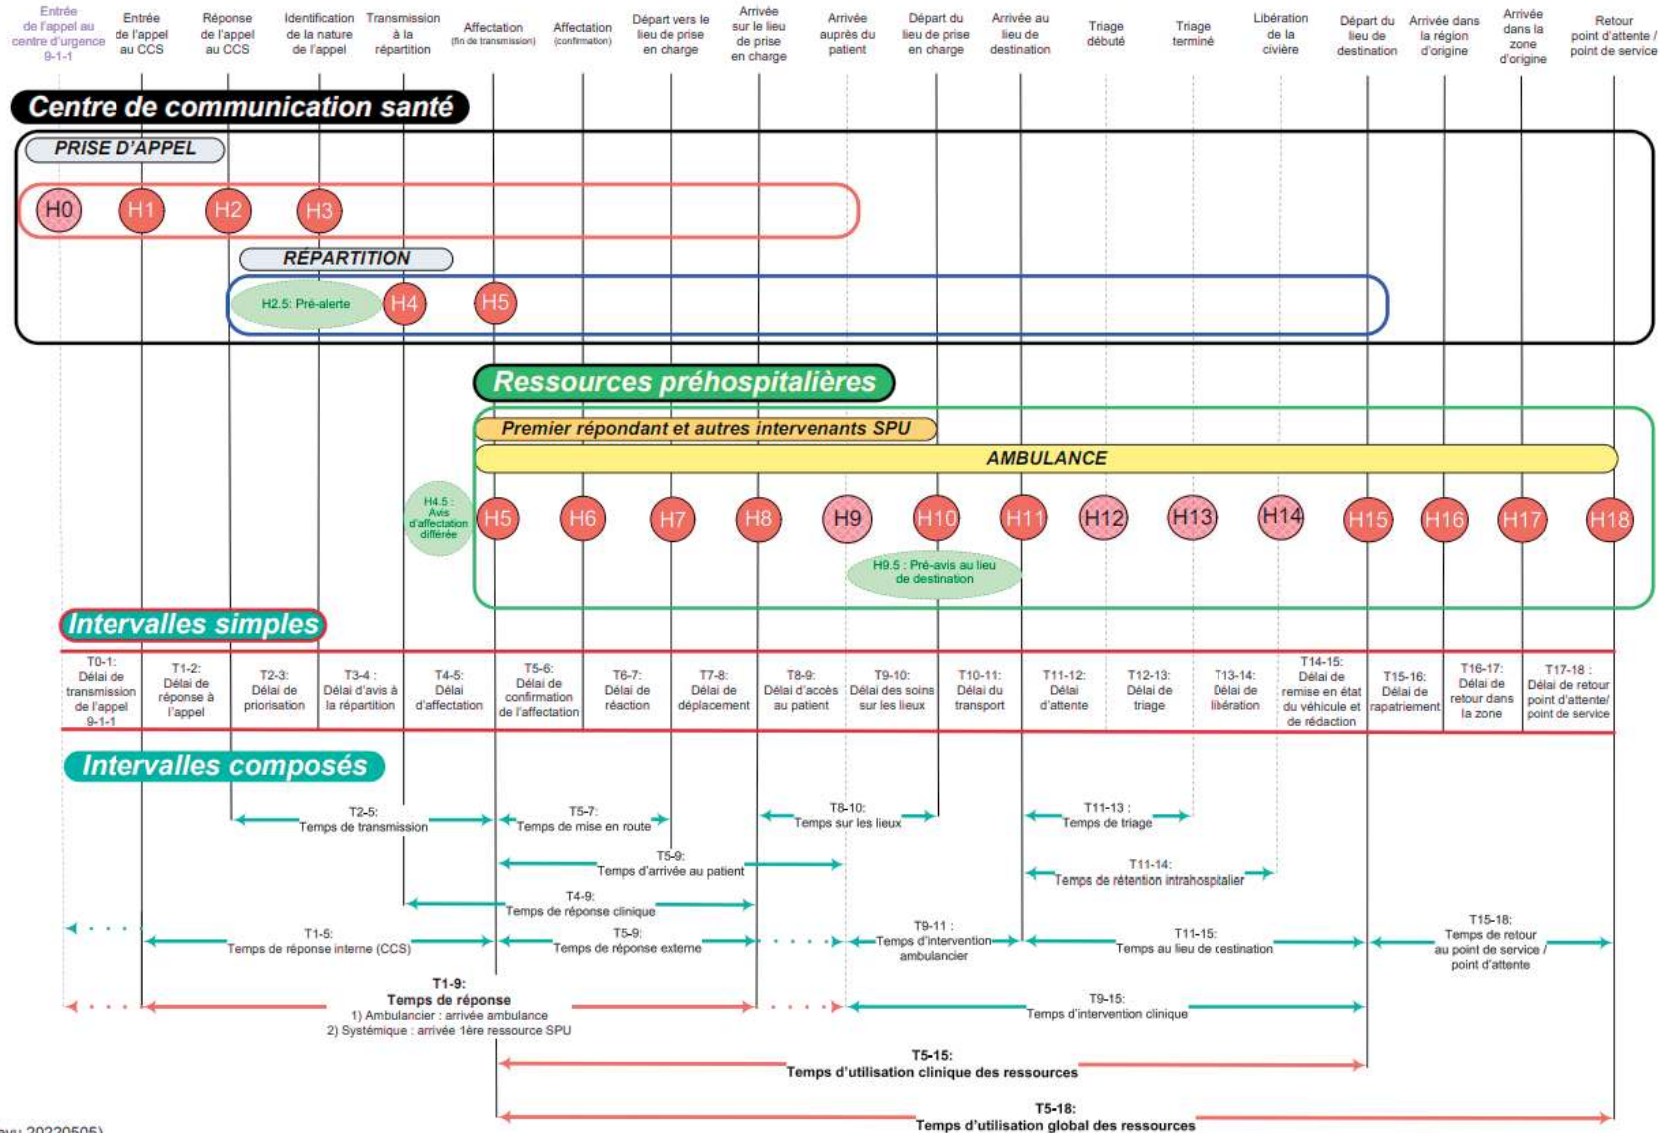 Entrée
de l'appel au
centre d'urgence
9-1-1
Entrée
de l'appel
au CCS
Réponse
de l'appel
au CCS
Identification
de la nature
de l'appel
Transmission
à la
répartition
Affectation
(fin de transmission)
Affectation
(confirmation)
Départ vers le
lieu de prise
en charge
Arrivée
sur le lieu
de prise
en charge
Arrivée
auprès du
patient
Départ du
lieu de prise
en charge
Arrivée au
lieu de
destination
Triage
débuté
Triage
terminé
Libération
de la
civière
Départ du
lieu de
destination
Arrivée dans
la région
d'origine
Arrivée
dans la
zone
d'origine
Retour
point d'attente /
point de service
Centre de communication santé
PRISE D'APPEL
H0
H1
H2
H3
RÉPARTITION
H2.5: Pré-alerte
H4
H5
Ressources préhospitalières
Premier répondant et autres intervenants SPU
AMBULANCE
H4.5 :
Avis
d'affectation
différée
H5
H6
H7
H8
H9
H10
H11
H12
H13
H14
H15
H16
H17
H18
H9.5 : Pré-avis au lieu
de destination
Intervalles simples
T0-1:
Délai de
transmission
de l'appel
9-1-1
T1-2:
Délai de
réponse à
l'appel
T2-3:
Délai de
priorisation
T3-4 :
Délai d'avis à
la répartition
T4-5:
Délai
d'affectation
T5-6:
Délai de
confirmation
de l'affectation
T6-7:
Délai de
réaction
T7-8:
Délai de
déplacement
T8-9:
Délai d'accès
au patient
T9-10:
Délai des soins
sur les lieux
T10-11:
Délai du
transport
T11-12:
Délai
d'attente
T12-13:
Délai de
triage
T13-14:
Délai de
libération
T14-15:
Délai de
remise en état
du véhicule et
de rédaction
T15-16:
Délai de
rapatriement
T16-17:
Délai de
retour dans
la zone
T17-18 :
Délai de retour
point d'attente/
point de service
Intervalles composés
T2-5:
Temps de transmission
T5-7:
Temps de mise en route
T8-10:
Temps sur les lieux
T11-13 :
Temps de triage
T5-9:
Temps d'arrivée au patient
T11-14:
Temps de rétention intrahospitalier
T4-9:
Temps de réponse clinique
T1-5:
Temps de réponse interne (CCS)
T5-9:
Temps de réponse externe
T9-11 :
Temps d'intervention
ambulancier
T11-15:
Temps au lieu de destination
T15-18:
Temps de retour
au point de service /
point d'attente
T1-9:
Temps de réponse
1) Ambulancier : arrivée ambulance
2) Systémique : arrivée 1ère ressource SPU
T9-15:
Temps d'intervention clinique
T5-15:
Temps d'utilisation clinique des ressources
T5-18:
Temps d'utilisation global des ressources